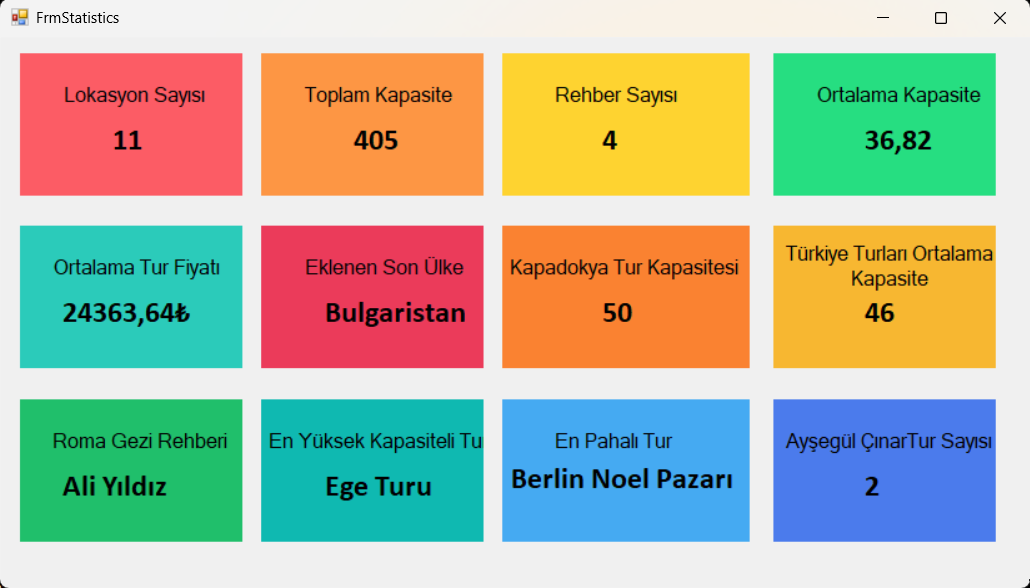 FrmStatistics
Lokasyon Sayısı
11
Toplam Kapasite
405
Rehber Sayısı
4
Ortalama Kapasite
36,82
Ortalama Tur Fiyatı
24363,64₺
Eklenen Son Ülke
Bulgaristan
Kapadokya Tur Kapasitesi
50
Türkiye Turları Ortalama
Kapasite
46
Roma Gezi Rehberi
Ali Yıldız
En Yüksek Kapasiteli Tu
Ege Turu
En Pahalı Tur
Berlin Noel Pazarı
Ayşegül ÇınarTur Sayısı
2